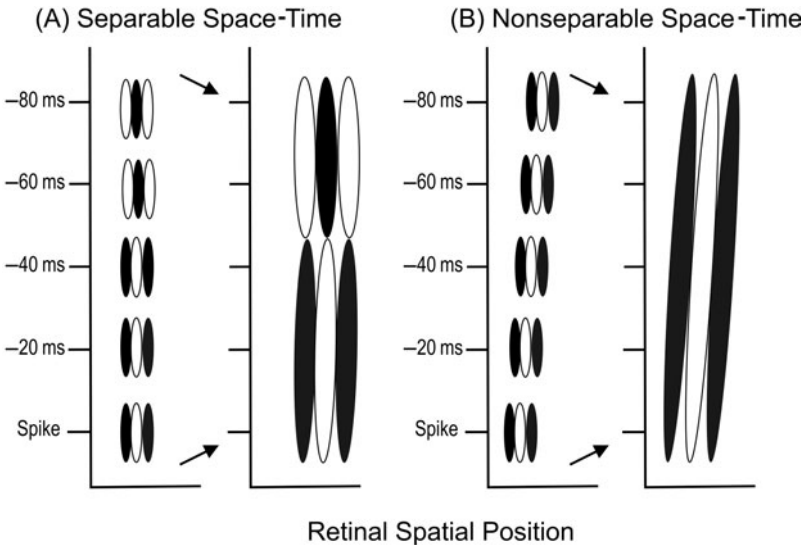 (A) Separable Space-Time
(B) Nonseparable Space-Time
–80 ms
–60 ms
–40 ms
–20 ms
Spike
–80 ms
–60 ms
–40 ms
–20 ms
Spike
Retinal Spatial Position